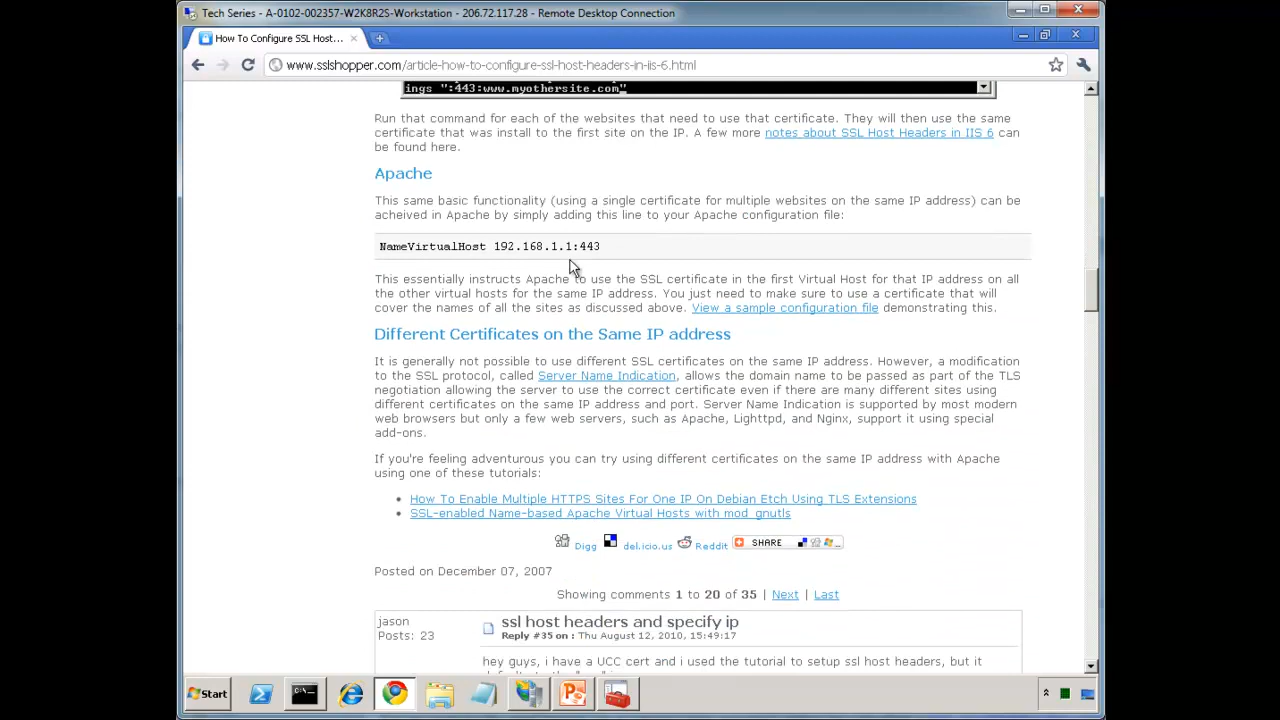 Tech Series - A-0102-002357-W2K8R2S-Workstation - 206.72.117.28 - Remote Desktop Connection
How To Configure SSL Host...
www.sslshopper.com/article-how-to-configure-ssl-host-headers-in-iis-6.html
ings ":443:www.myothersite.com"
Run that command for each of the websites that need to use that certificate. They will then use the same
certificate that was install to the first site on the IP. A few more notes about SSL Host Headers in IIS 6 can
be found here.
Apache
This same basic functionality (using a single certificate for multiple websites on the same IP address) can be
acheived in Apache by simply adding this line to your Apache configuration file:
NameVirtualHost 192.168.1.1:443
This essentially instructs Apache to use the SSL certificate in the first Virtual Host for that IP address on all
the other virtual hosts for the same IP address. You just need to make sure to use a certificate that will
cover the names of all the sites as discussed above. View a sample configuration file demonstrating this.
Different Certificates on the Same IP address
It is generally not possible to use different SSL certificates on the same IP address. However, a modification
to the SSL protocol, called Server Name Indication, allows the domain name to be passed as part of the TLS
negotiation allowing the server to use the correct certificate even if there are many different sites using
different certificates on the same IP address and port. Server Name Indication is supported by most modern
web browsers but only a few web servers, such as Apache, Lighttpd, and Nginx, support it using special
add-ons.
If you're feeling adventurous you can try using different certificates on the same IP address with Apache
using one of these tutorials:
• How To Enable Multiple HTTPS Sites For One IP On Debian Etch Using TLS Extensions
• SSL-enabled Name-based Apache Virtual Hosts with mod_gnutls
Digg del.icio.us Reddit SHARE
Posted on December 07, 2007
Showing comments 1 to 20 of 35 | Next | Last
jason
Posts: 23
ssl host headers and specify ip
Reply #35 on : Thu August 12, 2010, 15:49:17
hey guys, i have a UCC cert and i used the tutorial to setup ssl host headers, but it
Start